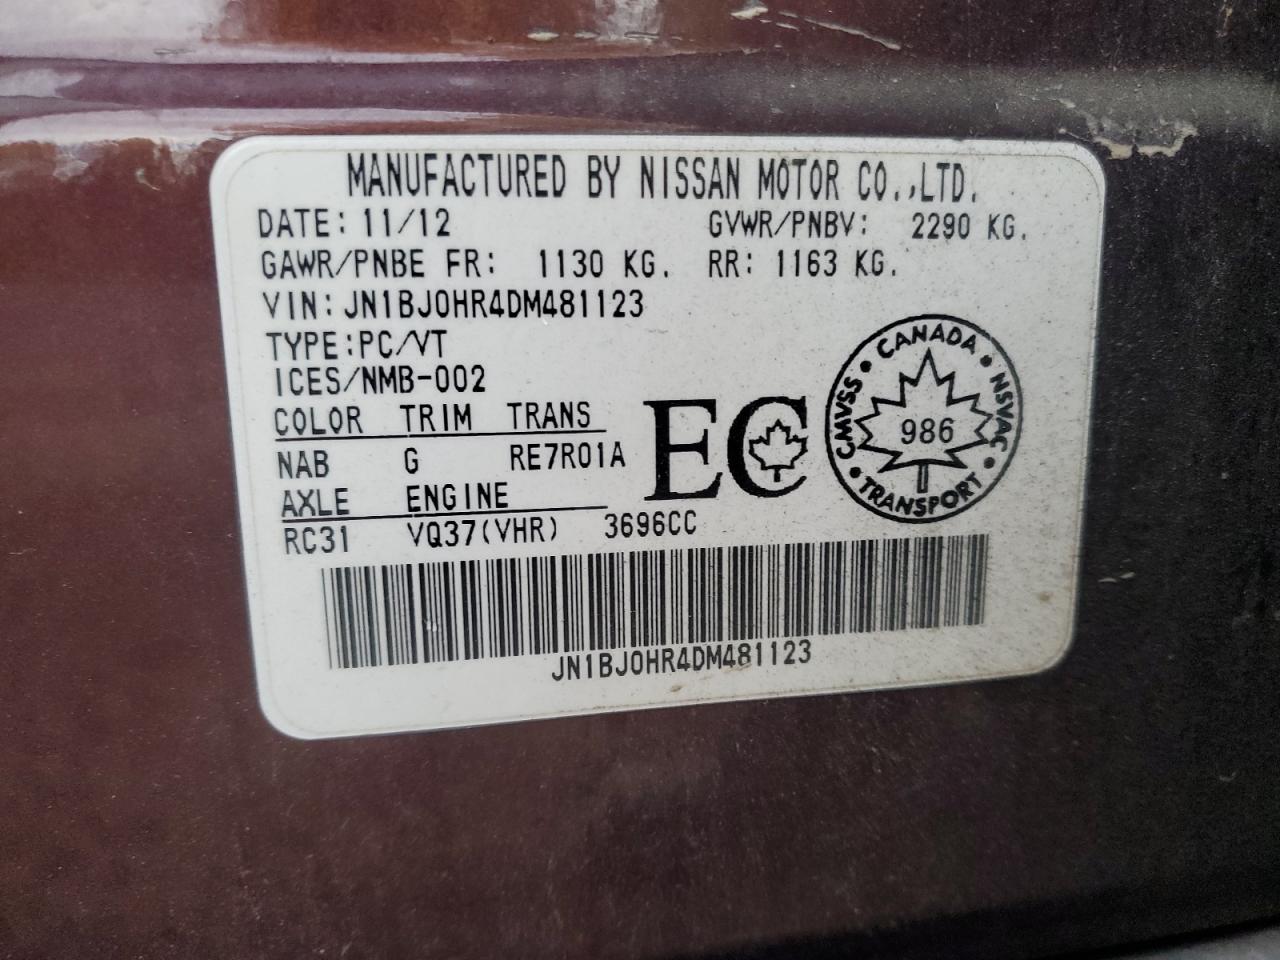 MANUFACTURED BY NISSAN MOTOR CO.,LTD.
DATE: 11/12 GVWR/PNBV: 2290 KG.
GAWR/PNBE FR: 1130 KG. RR: 1163 KG.
VIN: JN1BJ0HR4DM481123
TYPE:PC/VT
ICES/NMB-002
COLOR TRIM TRANS
NAB G RE7R01A
AXLE ENGINE
RC31 VQ37(VHR) 3696CC
EC
CANADA
CMVSS NSVAC
986
TRANSPORT
JN1BJ0HR4DM481123